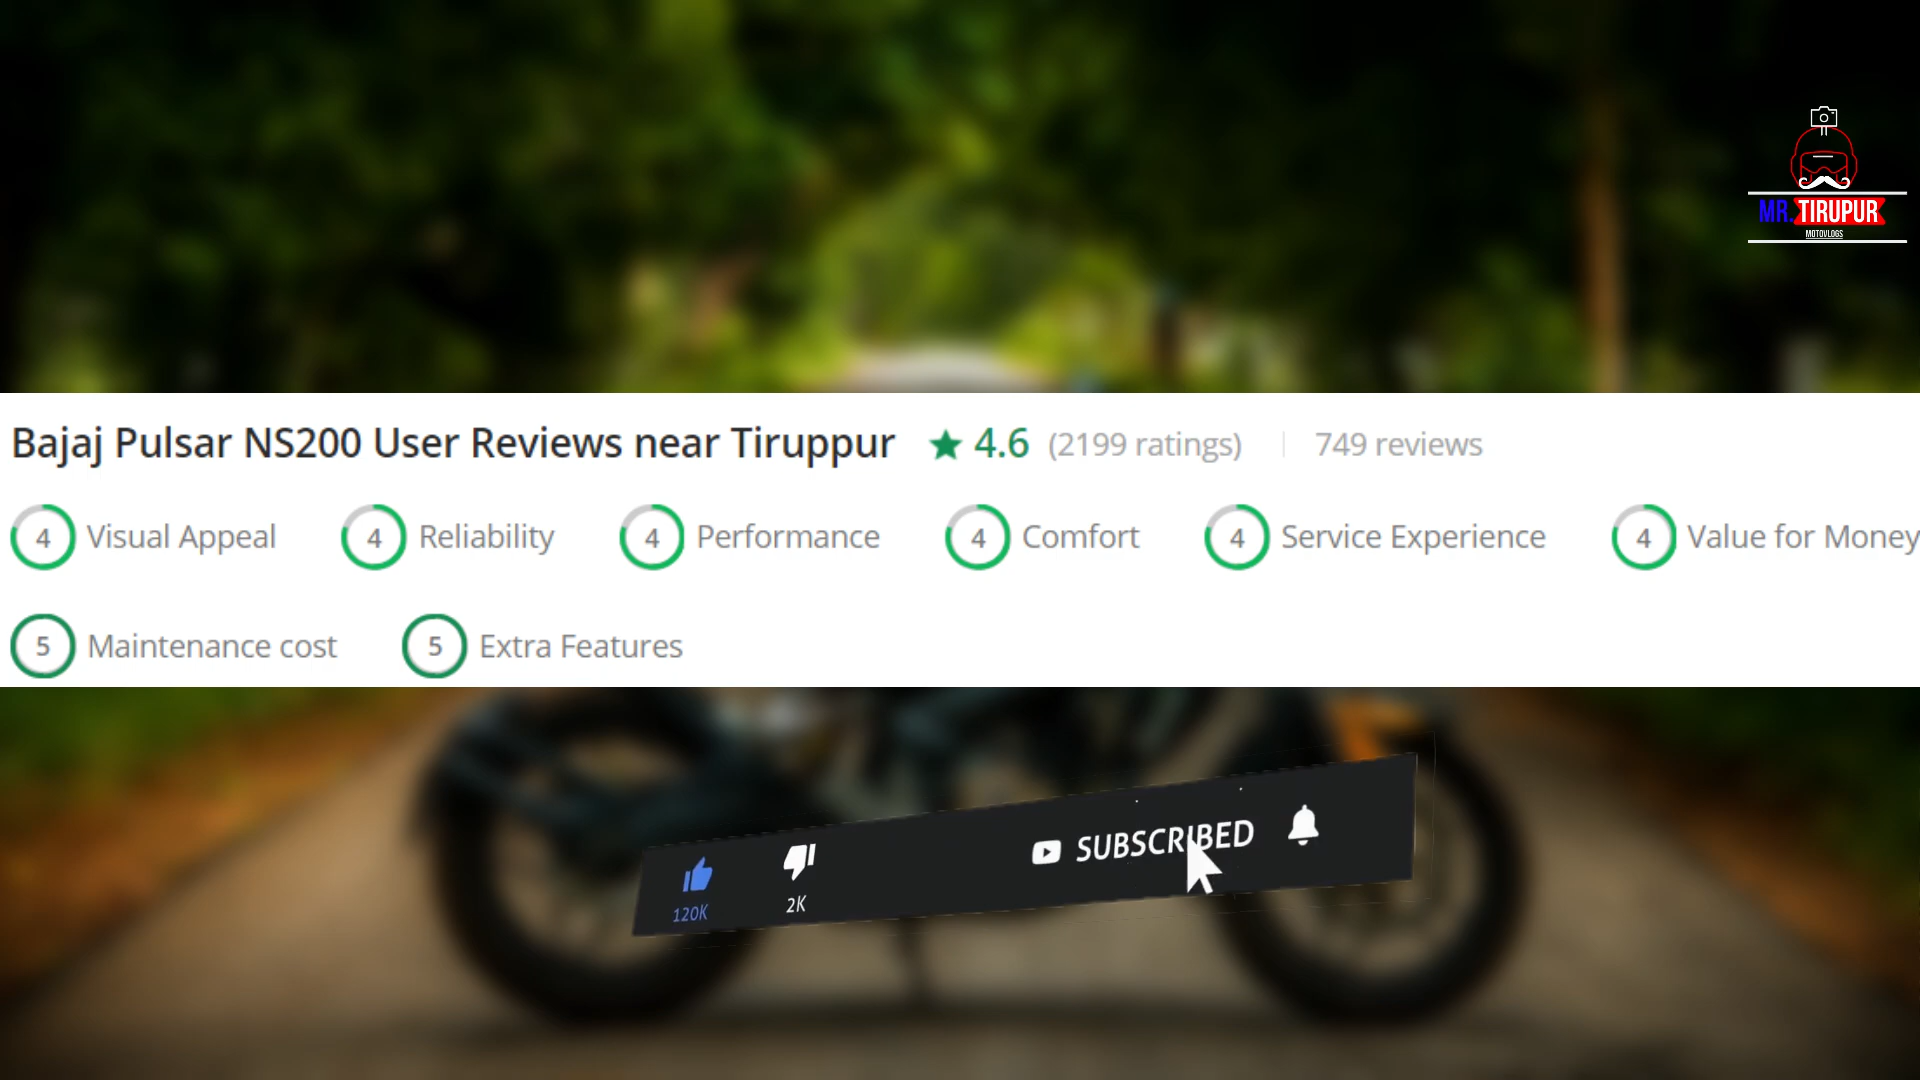 MR. TIRUPUR
MOTOVLOGS
Bajaj Pulsar NS200 User Reviews near Tiruppur 4.6 (2199 ratings) 749 reviews
4 Visual Appeal 4 Reliability 4 Performance 4 Comfort 4 Service Experience 4 Value for Money
5 Maintenance cost 5 Extra Features
SUBSCRIBED
120K 2K